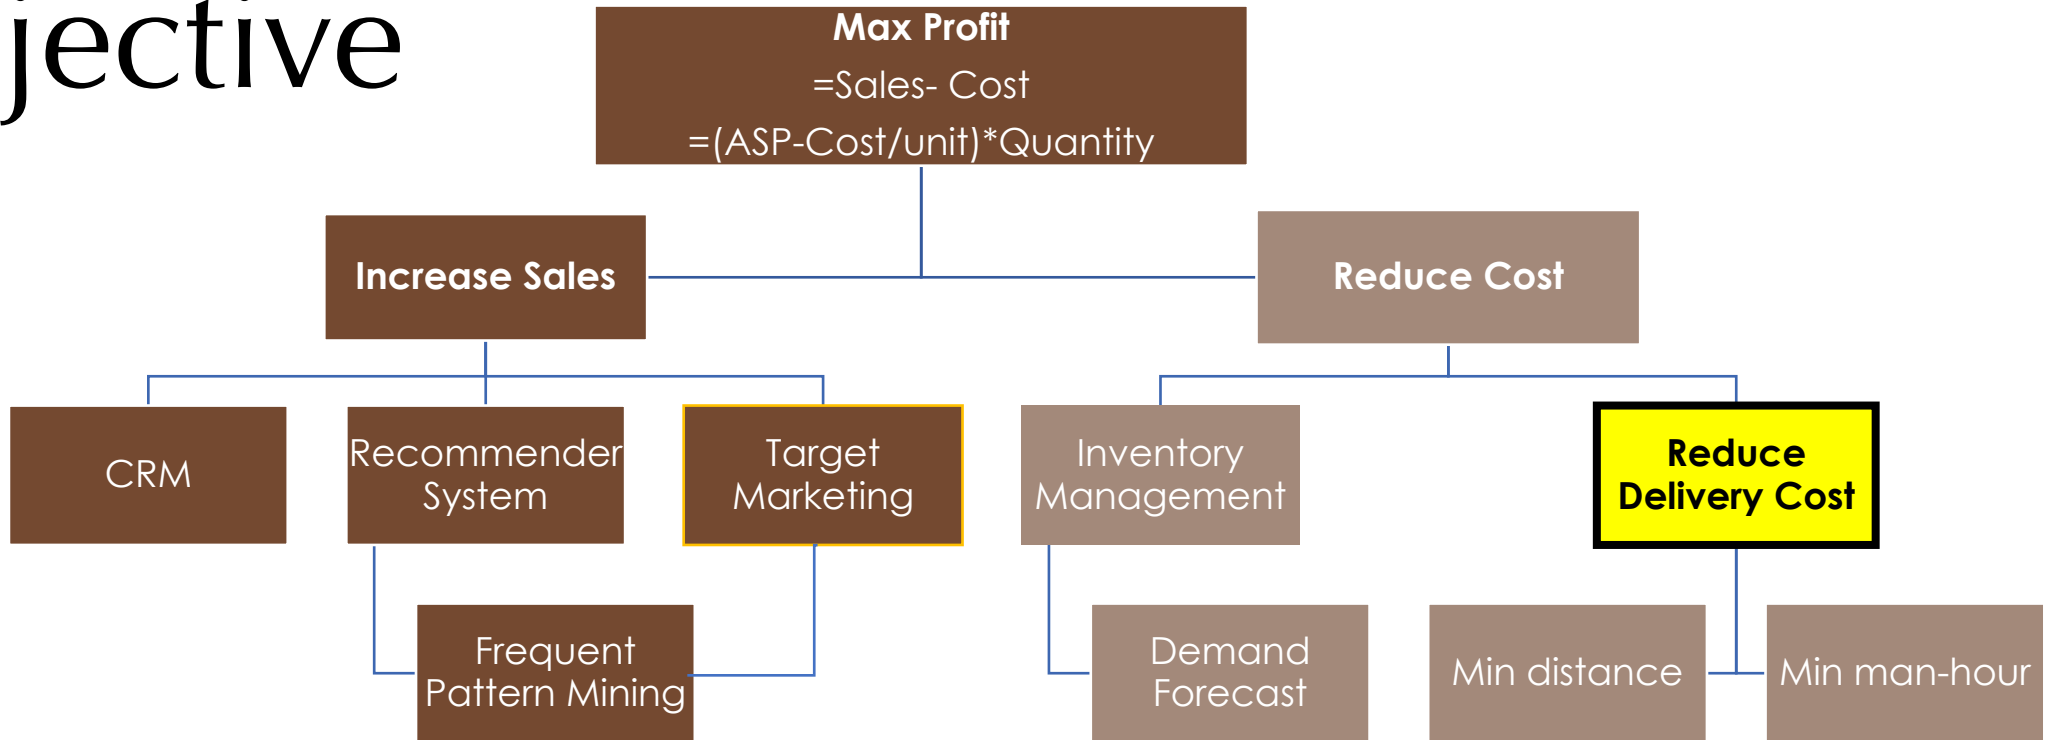 jective
Max Profit
=Sales- Cost
=(ASP-Cost/unit)*Quantity
Increase Sales
Reduce Cost
CRM
Recommender
System
Target
Marketing
Inventory
Management
Reduce
Delivery Cost
Frequent
Pattern Mining
Demand
Forecast
Min distance
Min man-hour